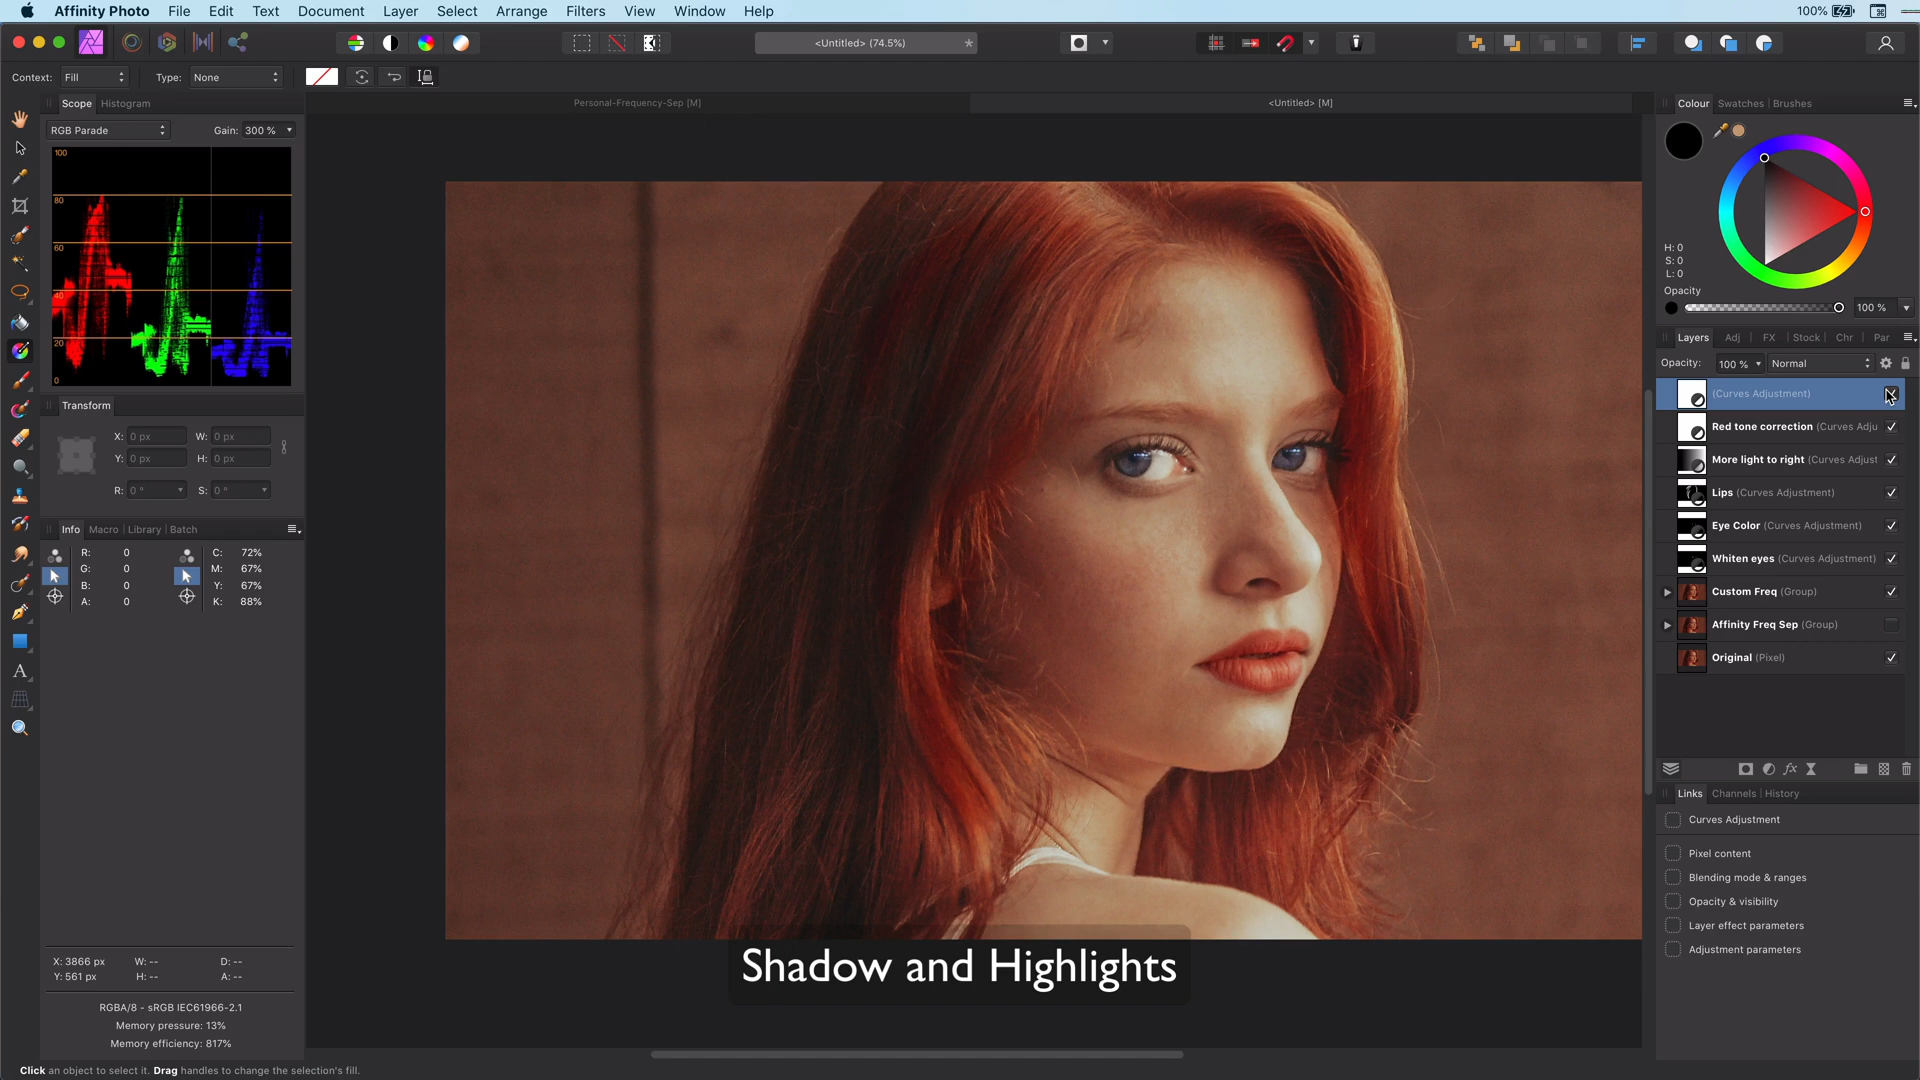 Affinity Photo File Edit Text Document Layer Select Arrange Filters View Window Help 100%
<Untitled> (74.5%) *
Context: Fill Type: None
Scope Histogram
Personal-Frequency-Sep [M] <Untitled> [M]
Colour Swatches Brushes
RGB Parade Gain: 300 %
100
80
60
40
20
0
H: 0
S: 0
L: 0
Opacity
100 %
Layers Adj FX Stock Chr Par
Opacity: 100 % Normal
(Curves Adjustment)
Red tone correction (Curves Adju
More light to right (Curves Adjust
Lips (Curves Adjustment)
Eye Color (Curves Adjustment)
Whiten eyes (Curves Adjustment)
Custom Freq (Group)
Affinity Freq Sep (Group)
Original (Pixel)
Transform
X: 0 px W: 0 px
Y: 0 px H: 0 px
R: 0 ° S: 0 °
Info Macro Library Batch
R: 0 C: 72%
G: 0 M: 67%
B: 0 Y: 67%
A: 0 K: 88%
fx
Links Channels History
Curves Adjustment
Pixel content
Blending mode & ranges
Opacity & visibility
Layer effect parameters
Adjustment parameters
A
Shadow and Highlights
X: 3866 px W: -- D: --
Y: 561 px H: -- A: --
RGBA/8 - sRGB IEC61966-2.1
Memory pressure: 13%
Memory efficiency: 817%
Click an object to select it. Drag handles to change the selection's fill.